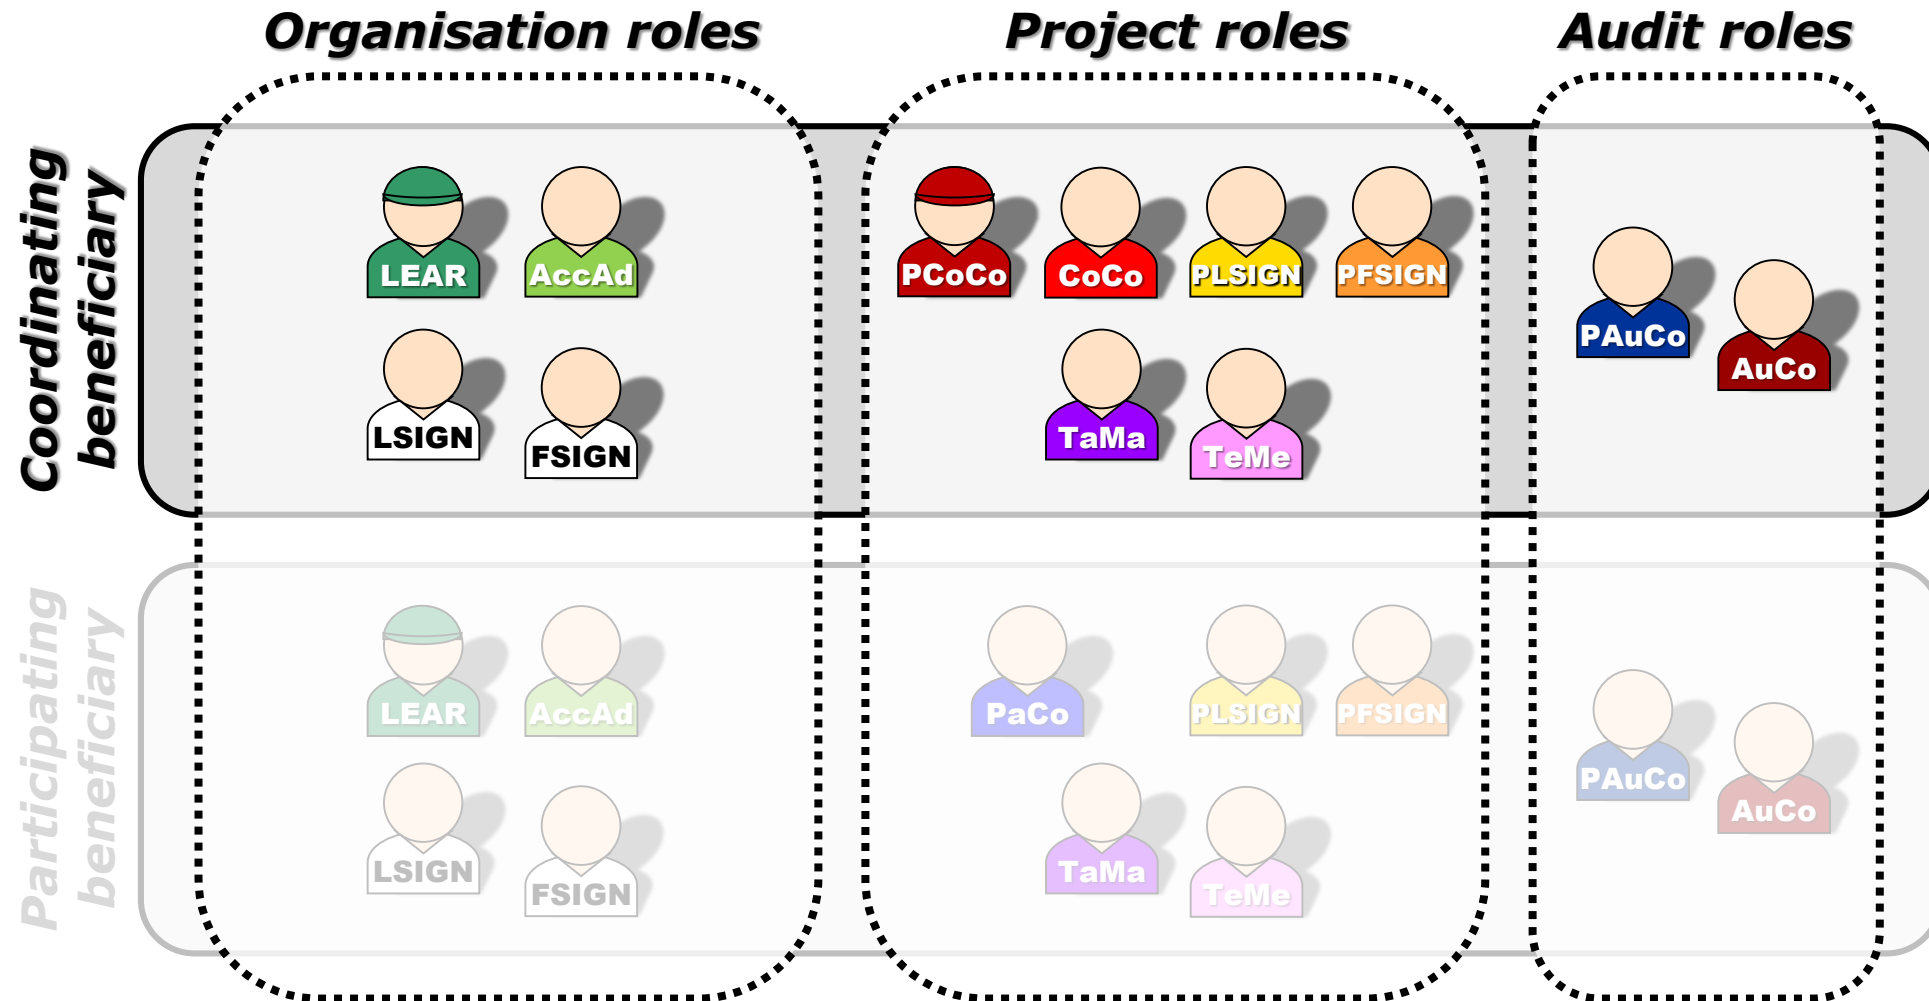 Organisation roles
Project roles
Audit roles
Coordinating
beneficiary
LEAR
AccAd
PCoCo
CoCo
PLSIGN
PFSIGN
PAuCo
AuCo
LSIGN
FSIGN
TaMa
TeMe
Participating
beneficiary
LEAR
AccAd
PaCo
PLSIGN
PFSIGN
PAuCo
AuCo
LSIGN
FSIGN
TaMa
TeMe